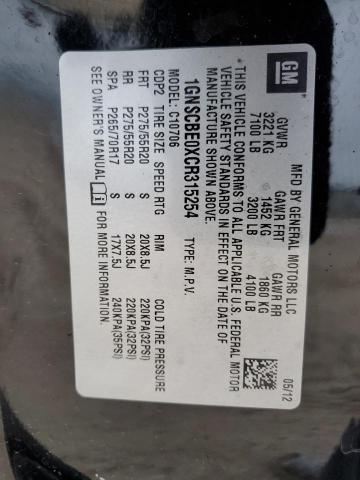 GM
MFD BY GENERAL MOTORS LLC
05/12
GVWR GAWR FRT GAWR RR
3221 KG 1452 KG 1860 KG
7100 LB 3200 LB 4100 LB
THIS VEHICLE CONFORMS TO ALL APPLICABLE U.S. FEDERAL MOTOR
VEHICLE SAFETY STANDARDS IN EFFECT ON THE DATE OF
MANUFACTURE SHOWN ABOVE.
1GNSCBE0XCR315254 TYPE: M.P.V.
C10706
CDP2 TIRE SIZE SPEED RTG RIM COLD TIRE PRESSURE
FRT P275/55R20 S 20X8.5J 220KPA(32PSI)
RR P275/55R20 S 20X8.5J 220KPA(32PSI)
SPA P265/70R17 S 17X7.5J 240KPA(35PSI)
SEE OWNER'S MANUAL FOR MORE INFORMATION.